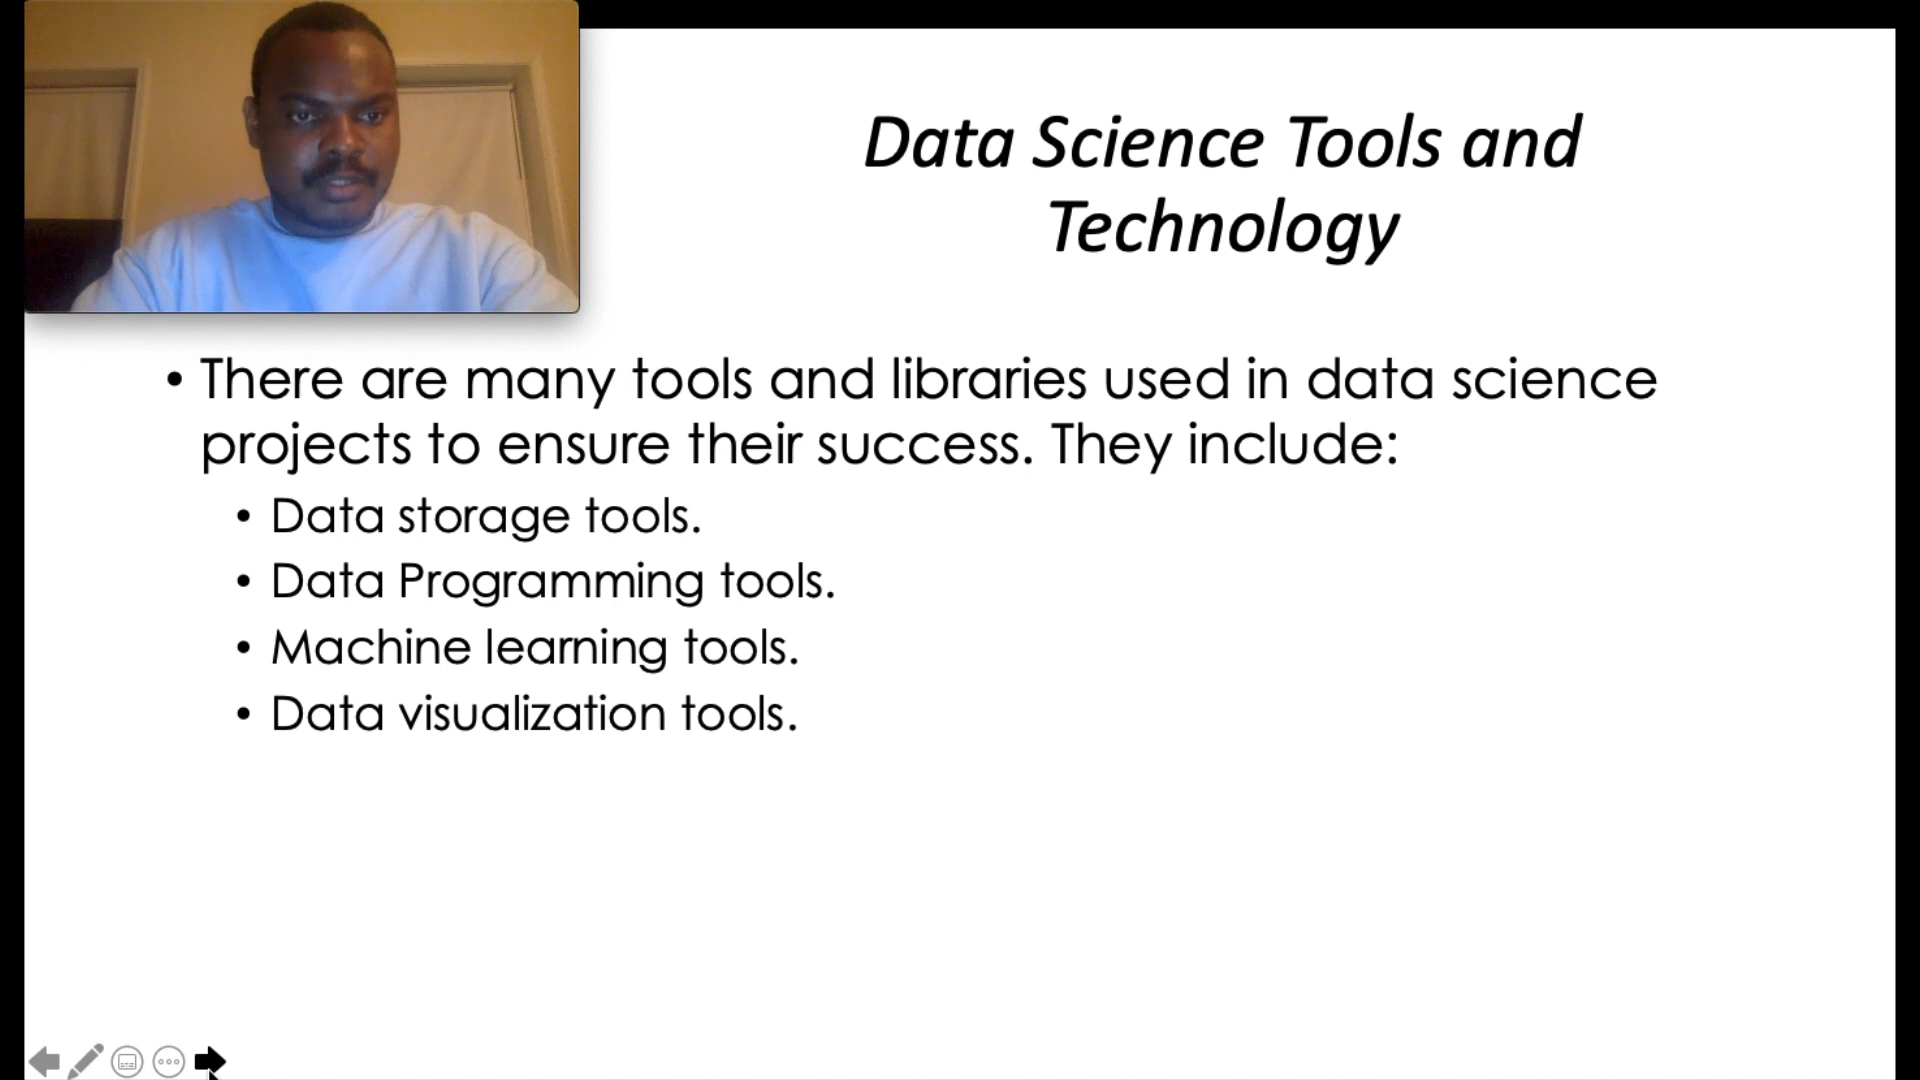 Data Science Tools and
Technology
• There are many tools and libraries used in data science
projects to ensure their success. They include:
• Data storage tools.
• Data Programming tools.
• Machine learning tools.
• Data visualization tools.